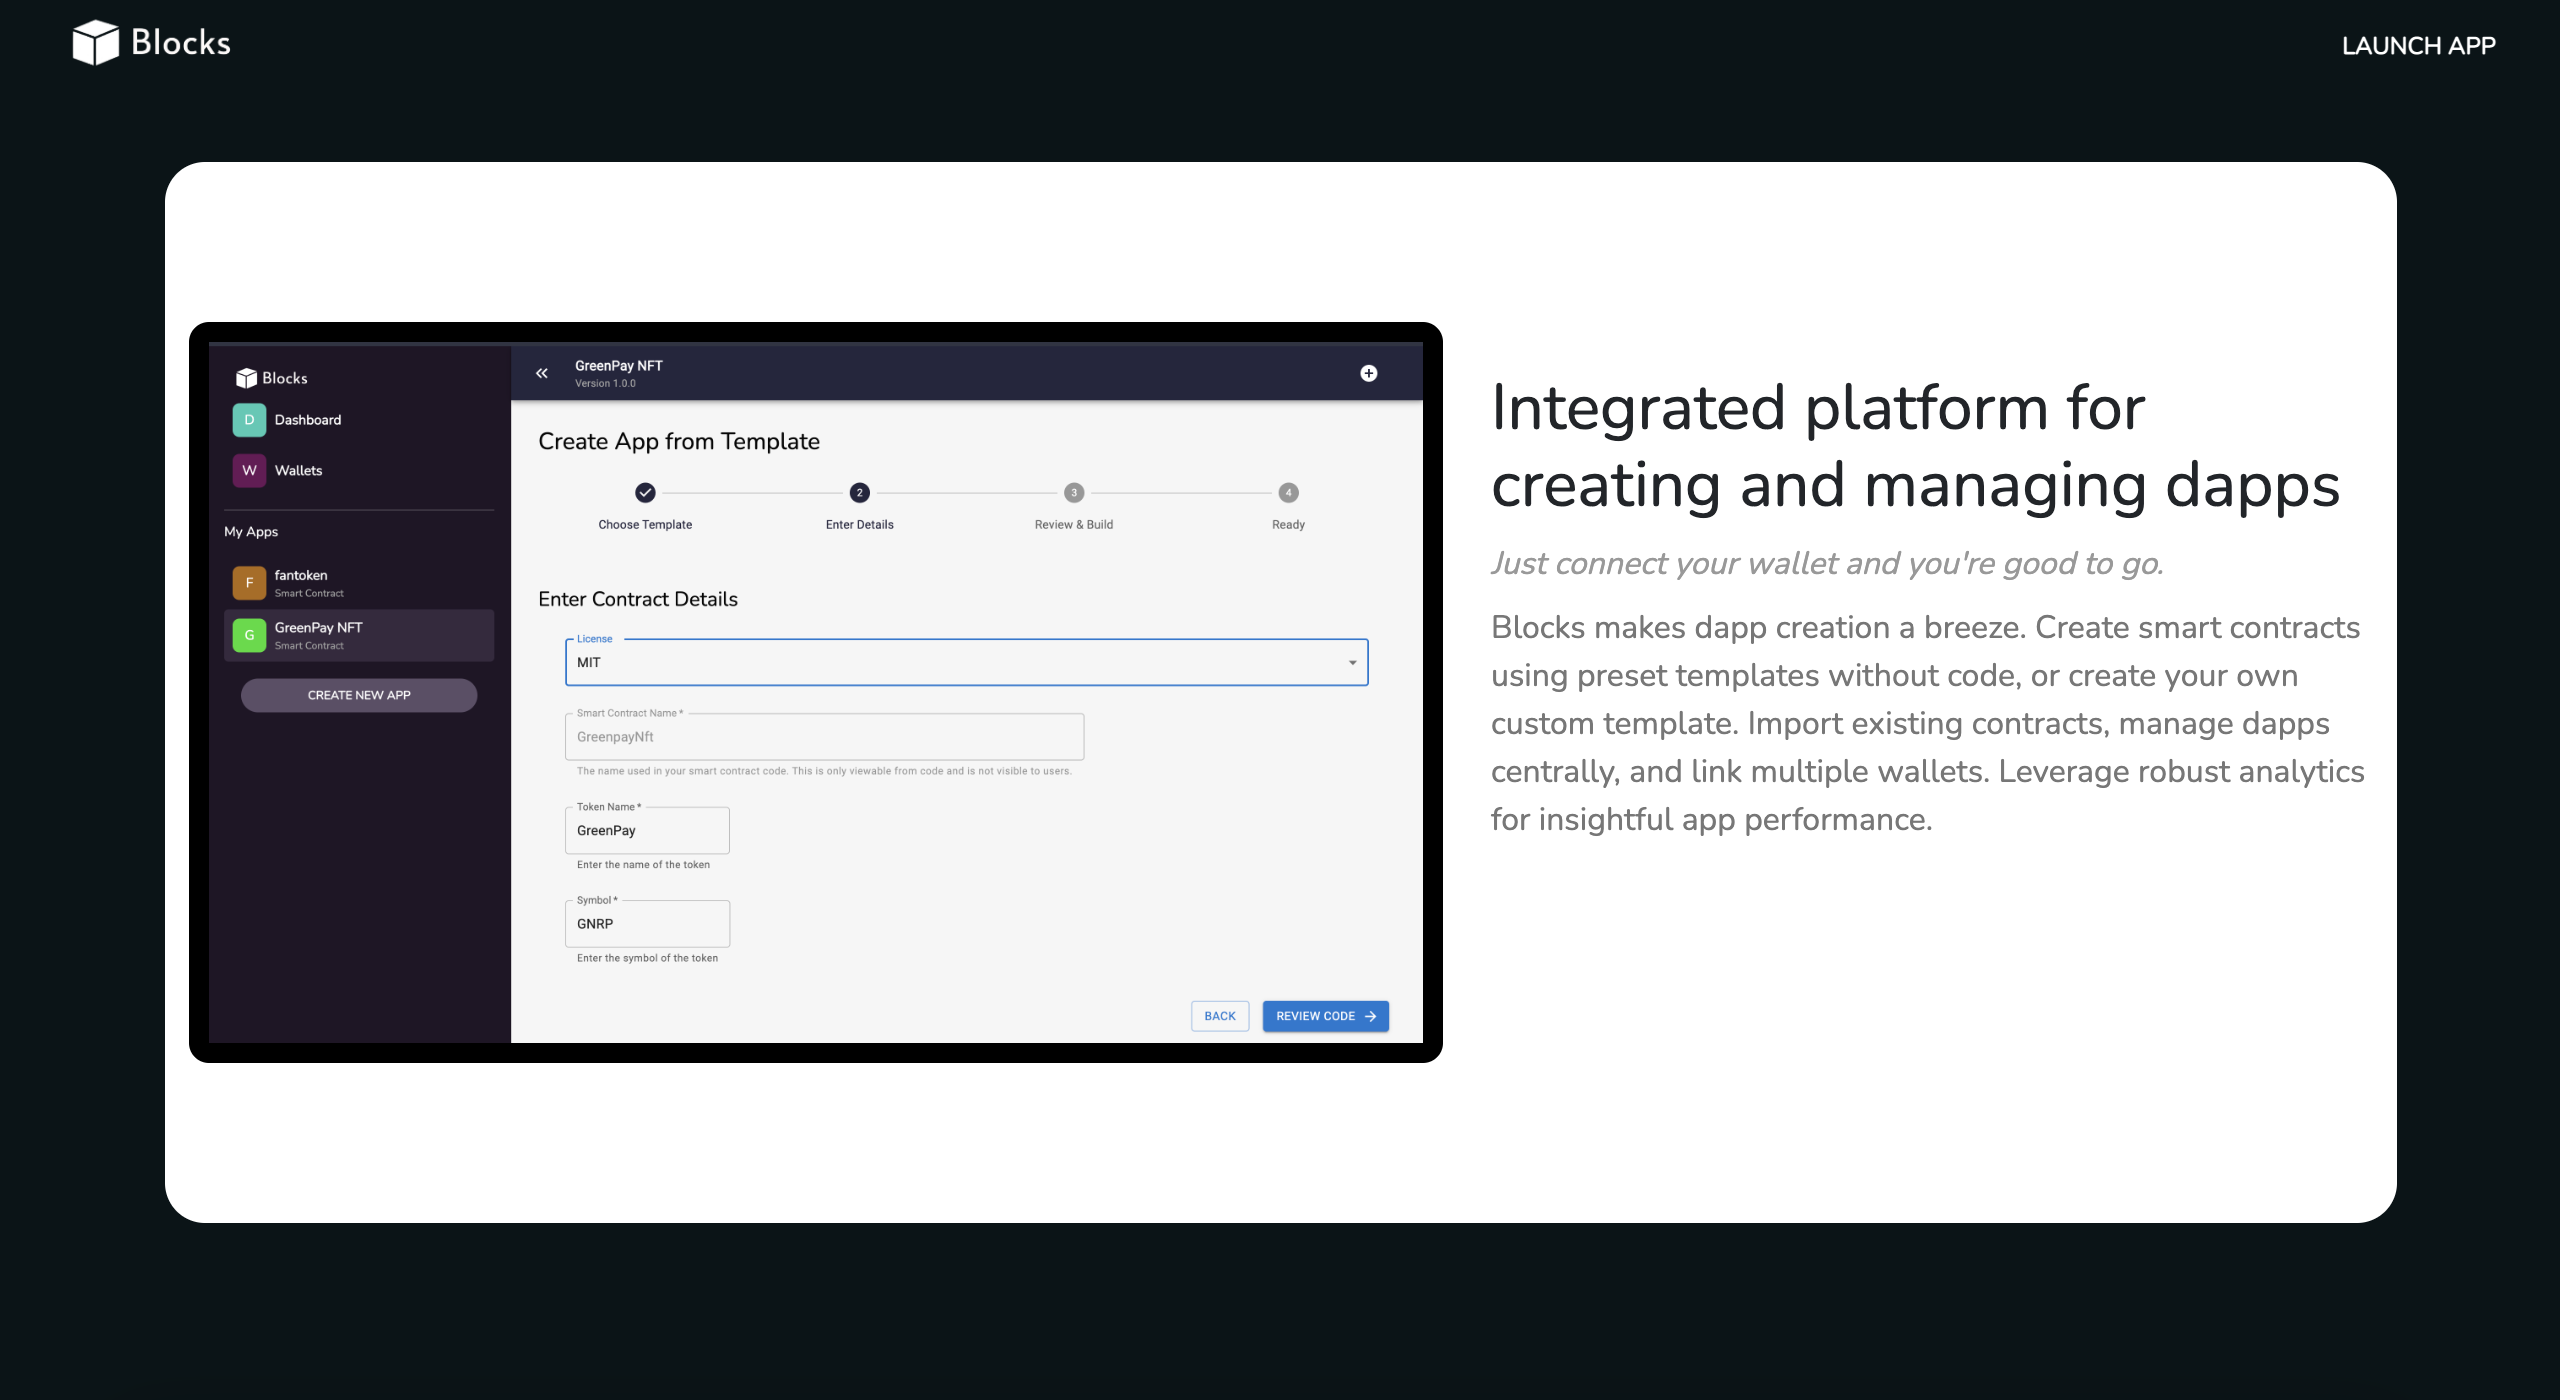 Blocks
LAUNCH APP
Blocks
D Dashboard
W Wallets
My Apps
F fantoken
Smart Contract
G GreenPay NFT
Smart Contract
CREATE NEW APP
GreenPay NFT
Version 1.0.0
Create App from Template
2 3 4
Choose Template Enter Details Review & Build Ready
Enter Contract Details
License
MIT
Smart Contract Name *
GreenpayNft
The name used in your smart contract code. This is only viewable from code and is not visible to users.
Token Name *
GreenPay
Enter the name of the token
Symbol *
GNRP
Enter the symbol of the token
BACK REVIEW CODE
Integrated platform for
creating and managing dapps
Just connect your wallet and you're good to go.
Blocks makes dapp creation a breeze. Create smart contracts
using preset templates without code, or create your own
custom template. Import existing contracts, manage dapps
centrally, and link multiple wallets. Leverage robust analytics
for insightful app performance.